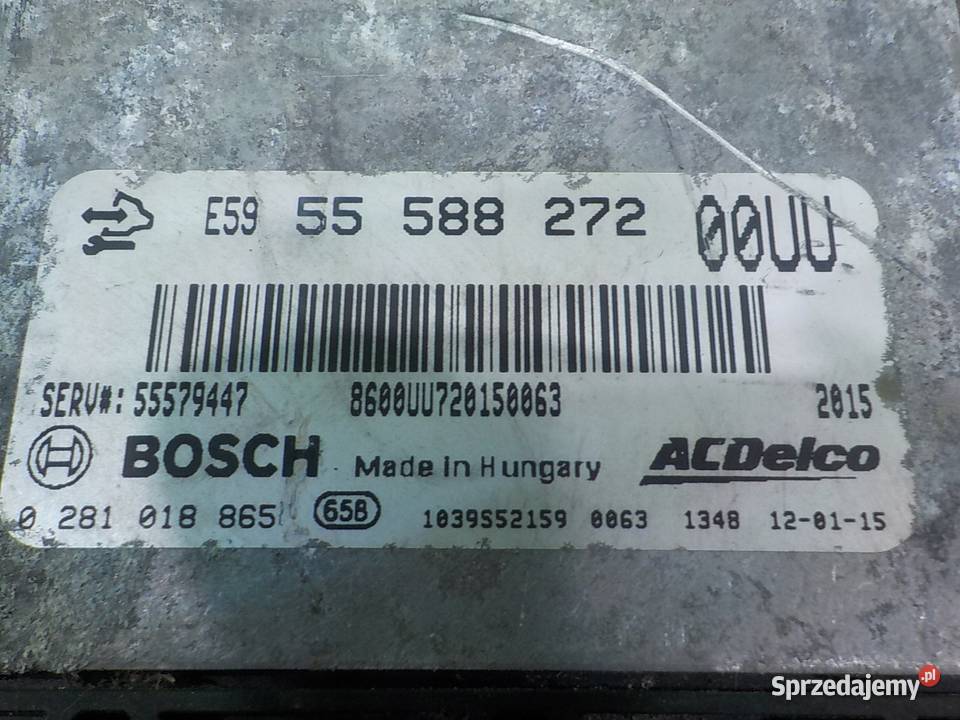 E59 55 588 272 00UU
SERV#: 55579447 8600UU720150063 2015
BOSCH Made in Hungary ACDelco
0 281 018 865 65B 1039S52159 0063 1348 12-01-15
Sprzedajemy.pl